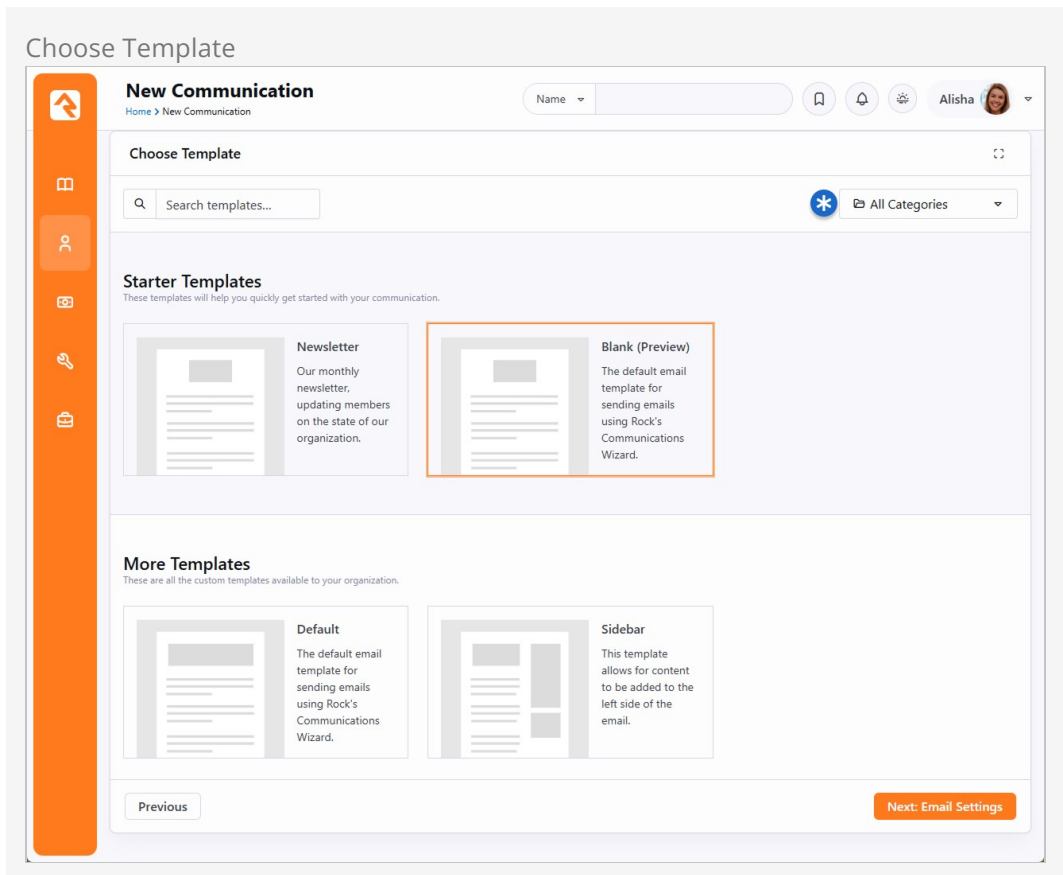 Choose Template
New Communication
Home > New Communication
Name
Alisha
Choose Template
Search templates...
All Categories
Starter Templates
These templates will help you quickly get started with your communication.
Newsletter
Our monthly
newsletter,
updating members
on the state of our
organization.
Blank (Preview)
The default email
template for
sending emails
using Rock's
Communications
Wizard.
More Templates
These are all the custom templates available to your organization.
Default
The default email
template for
sending emails
using Rock's
Communications
Wizard.
Sidebar
This template
allows for content
to be added to the
left side of the
email.
Previous
Next: Email Settings